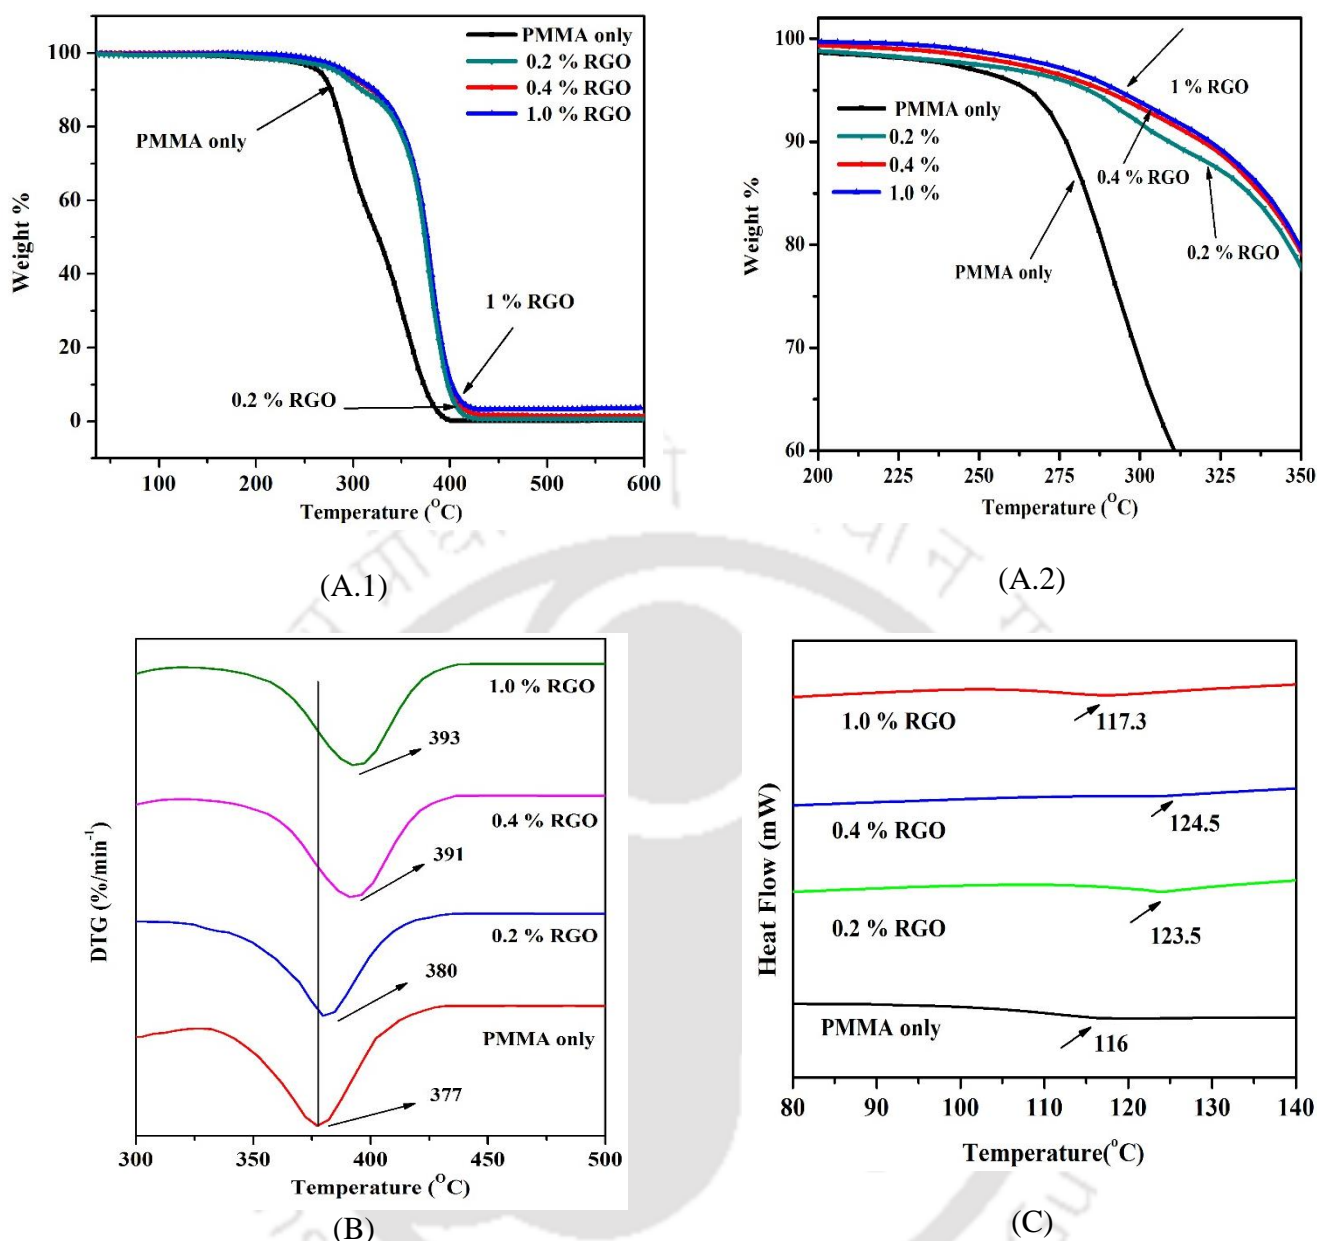 PMMA only
0.2 % RGO
0.4 % RGO
1.0 % RGO
PMMA only
1 % RGO
0.2 % RGO
Weight %
100
80
60
40
20
0
100 200 300 400 500 600
Temperature (°C)
(A.1)
PMMA only
0.2 %
0.4 %
1.0 %
1 % RGO
0.4 % RGO
0.2 % RGO
PMMA only
Weight %
100
90
80
70
60
200 225 250 275 300 325 350
Temperature (°C)
(A.2)
1.0 % RGO
393
0.4 % RGO
391
0.2 % RGO
380
PMMA only
377
DTG (%/min⁻¹)
300 350 400 450 500
Temperature (°C)
(B)
1.0 % RGO
117.3
0.4 % RGO
124.5
0.2 % RGO
123.5
PMMA only
116
Heat Flow (mW)
80 90 100 110 120 130 140
Temperature(°C)
(C)